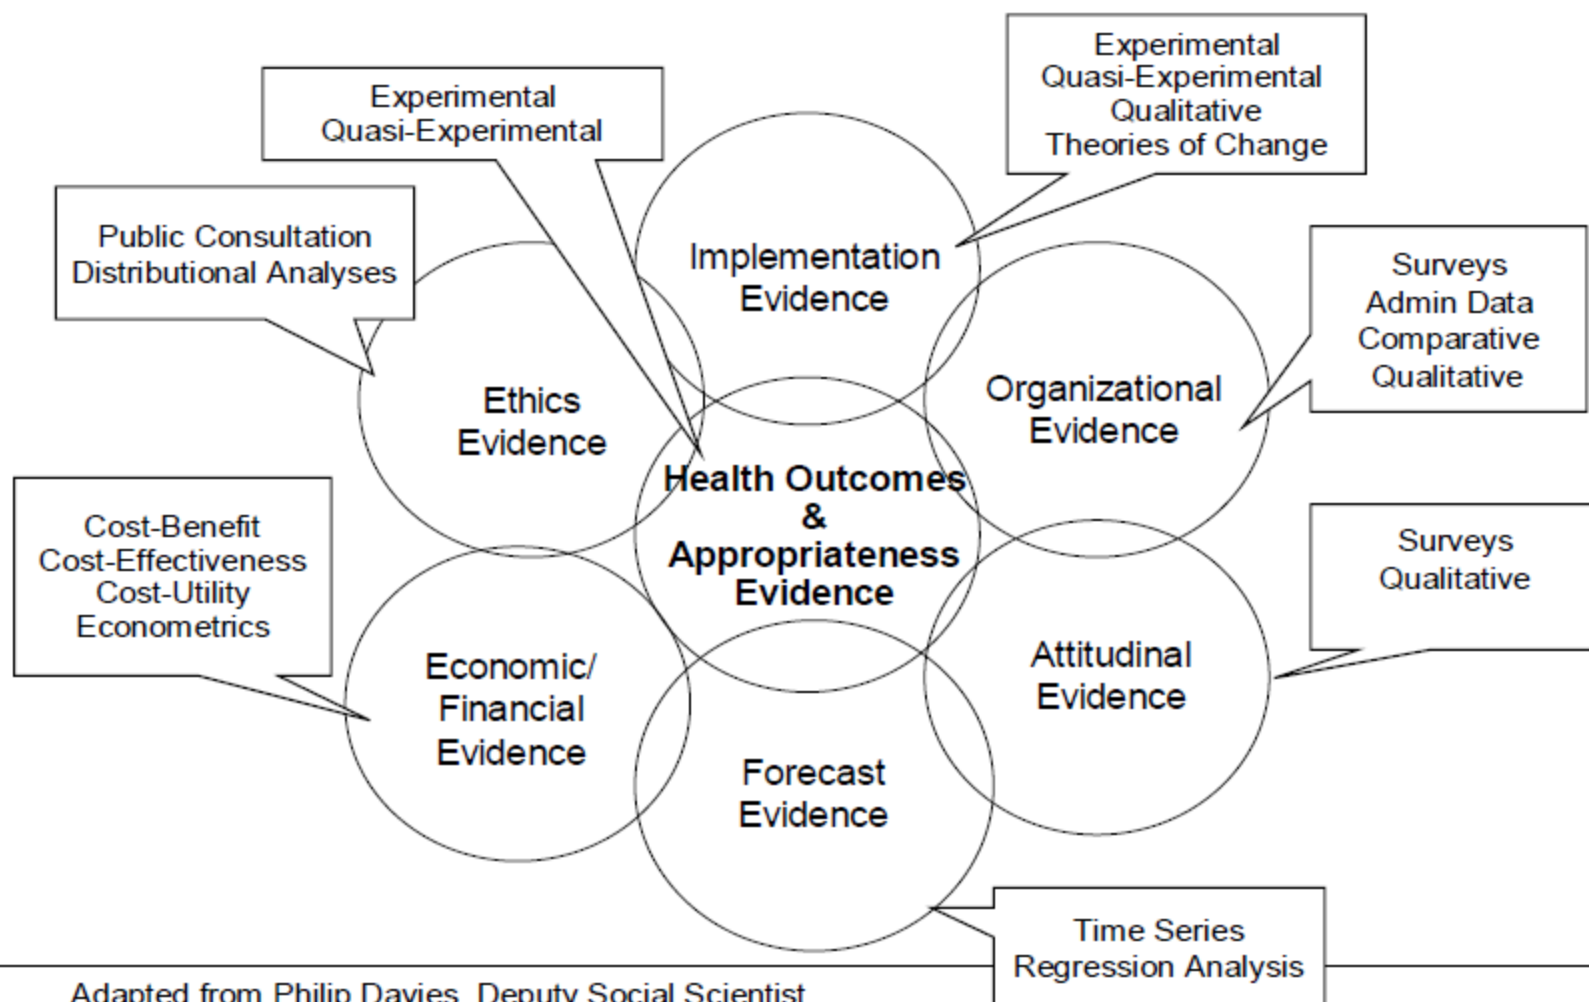 Experimental
Quasi-Experimental
Qualitative
Theories of Change
Experimental
Quasi-Experimental
Public Consultation
Distributional Analyses
Implementation
Evidence
Surveys
Admin Data
Comparative
Qualitative
Ethics
Evidence
Organizational
Evidence
Health Outcomes
&
Appropriateness
Evidence
Cost-Benefit
Cost-Effectiveness
Cost-Utility
Econometrics
Surveys
Qualitative
Economic/
Financial
Evidence
Attitudinal
Evidence
Forecast
Evidence
Time Series
Regression Analysis
Adapted from Philip Davies, Deputy Social Scientist